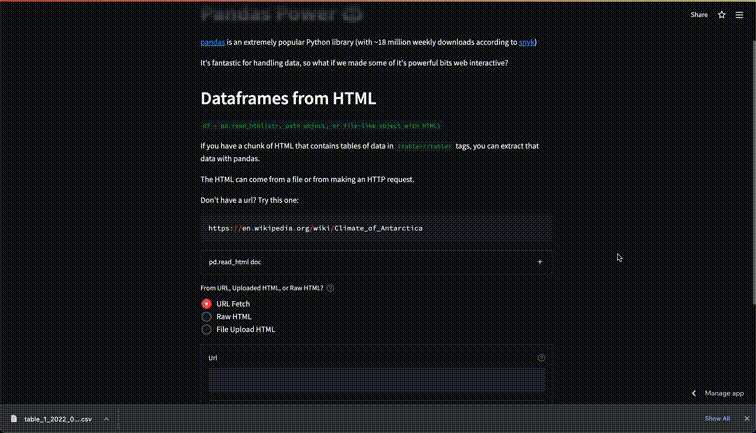 Pandas Power
Share
pandas is an extremely popular Python library (with ~18 million weekly downloads according to snyk)
It's fantastic for handling data, so what if we made some of it's powerful bits web interactive?
Dataframes from HTML
df = pd.read_html(str, path object, or file-like object with HTML)
If you have a chunk of HTML that contains tables of data in <table></table> tags, you can extract that
data with pandas.
The HTML can come from a file or from making an HTTP request.
Don't have a url? Try this one:
https://en.wikipedia.org/wiki/Climate_of_Antarctica
pd.read_html doc
From URL, Uploaded HTML, or Raw HTML?
URL Fetch
Raw HTML
File Upload HTML
Url
Manage app
table_1_2022_0....csv
Show All